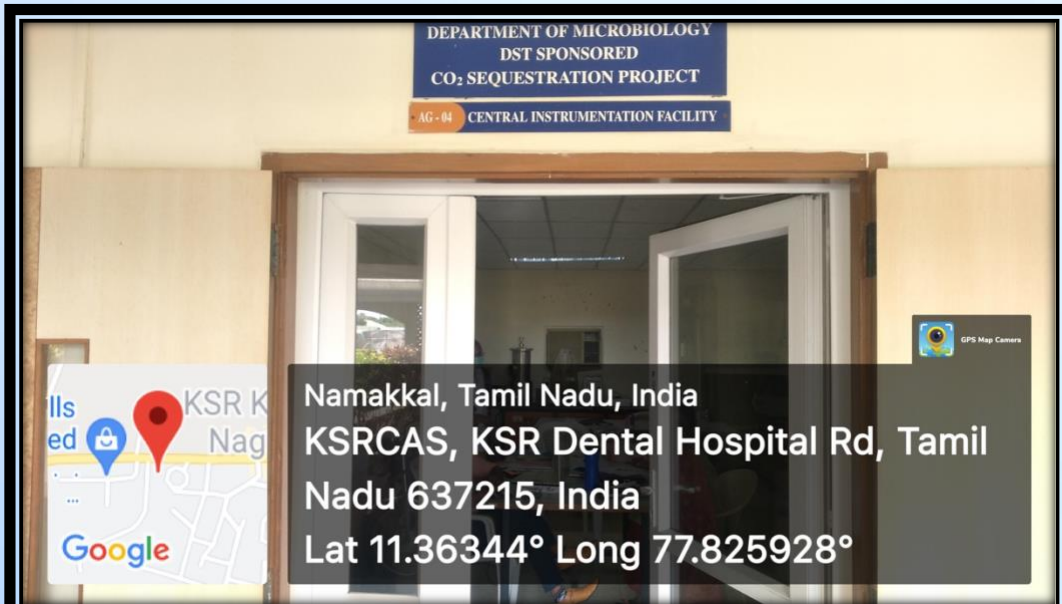 DEPARTMENT OF MICROBIOLOGY
DST SPONSORED
CO₂ SEQUESTRATION PROJECT
AG - 04 CENTRAL INSTRUMENTATION FACILITY
GPS Map Camera
lls
ed
...
KSR K
Nag
Google
Namakkal, Tamil Nadu, India
KSRCAS, KSR Dental Hospital Rd, Tamil
Nadu 637215, India
Lat 11.36344° Long 77.825928°